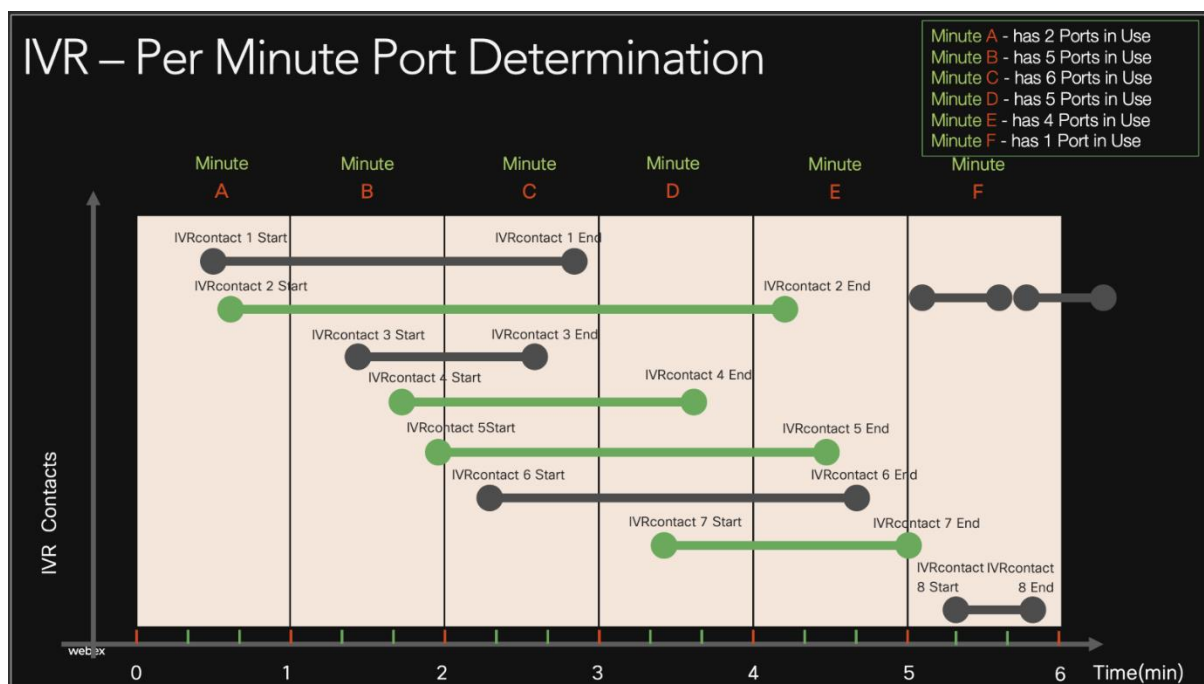 IVR – Per Minute Port Determination
Minute A - has 2 Ports in Use
Minute B - has 5 Ports in Use
Minute C - has 6 Ports in Use
Minute D - has 5 Ports in Use
Minute E - has 4 Ports in Use
Minute F - has 1 Port in Use
Minute Minute Minute Minute Minute Minute
A B C D E F
IVRcontact 1 Start IVRcontact 1 End
IVRcontact 2 Start IVRcontact 2 End
IVRcontact 3 Start IVRcontact 3 End
IVRcontact 4 Start IVRcontact 4 End
IVRcontact 5Start IVRcontact 5 End
IVRcontact 6 Start IVRcontact 6 End
IVRcontact 7 Start IVRcontact 7 End
IVRcontact IVRcontact
8 Start 8 End
IVR Contacts
webex
0 1 2 3 4 5 6 Time(min)